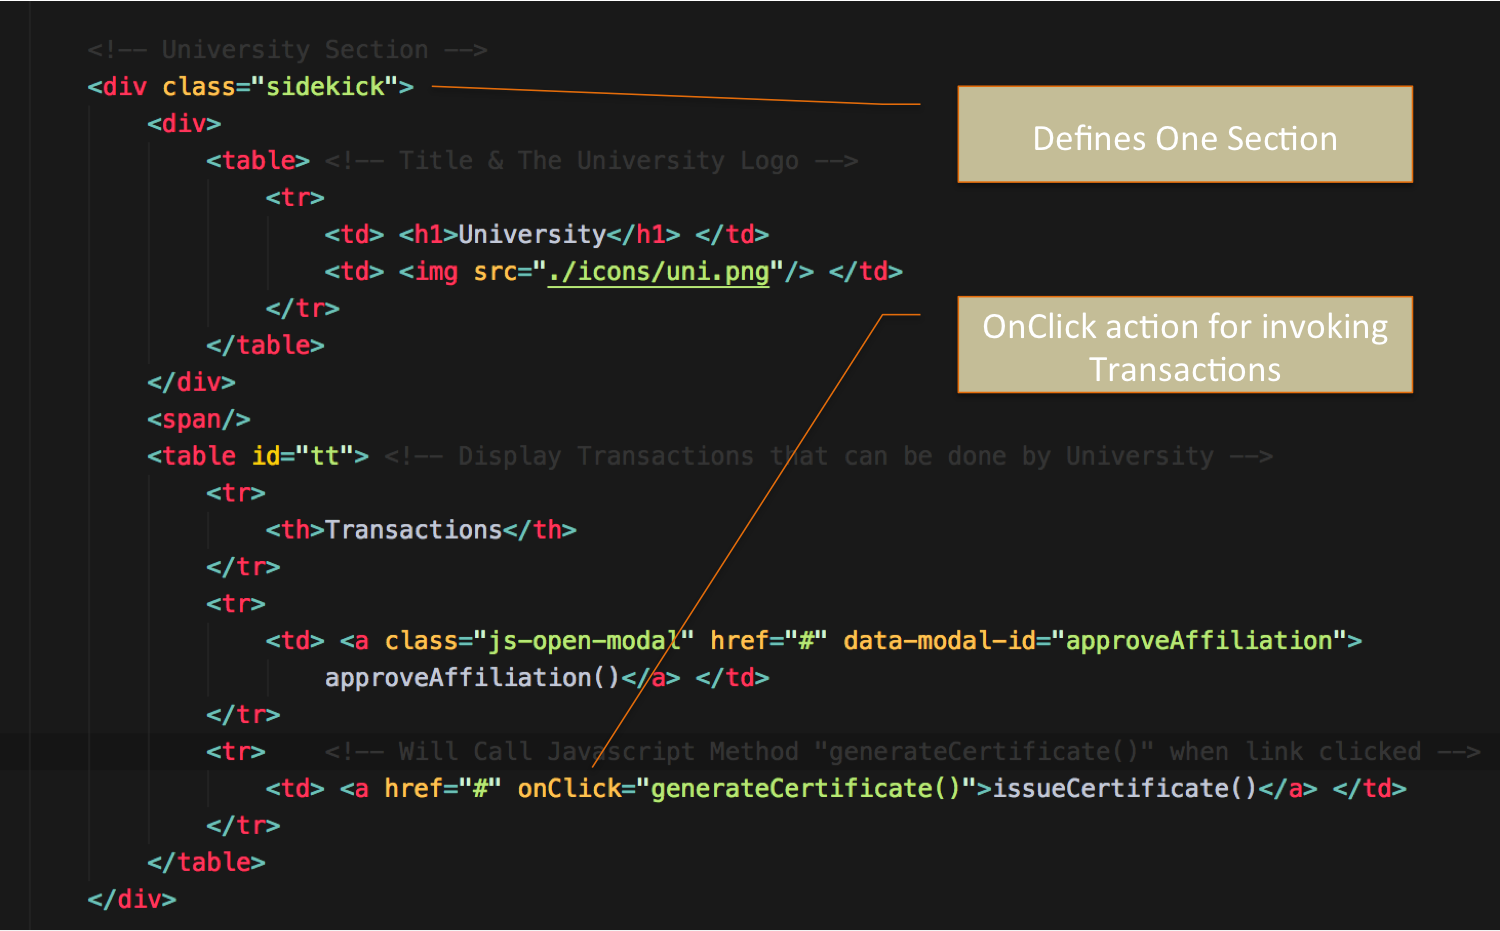 <!-- University Section -->
<div class="sidekick">
<div>
<table> <!-- Title & The University Logo -->
<tr>
<td> <h1>University</h1> </td>
<td> <img src="./icons/uni.png"/> </td>
</tr>
</table>
</div>
<span/>
<table id="tt"> <!-- Display Transactions that can be done by University -->
<tr>
<th>Transactions</th>
</tr>
<tr>
<td> <a class="js-open-modal" href="#" data-modal-id="approveAffiliation">
approveAffiliation()</a> </td>
</tr>
<tr> <!-- Will Call Javascript Method "generateCertificate()" when link clicked -->
<td> <a href="#" onClick="generateCertificate()">issueCertificate()</a> </td>
</tr>
</table>
</div>
Defines One Section
OnClick action for invoking
Transactions